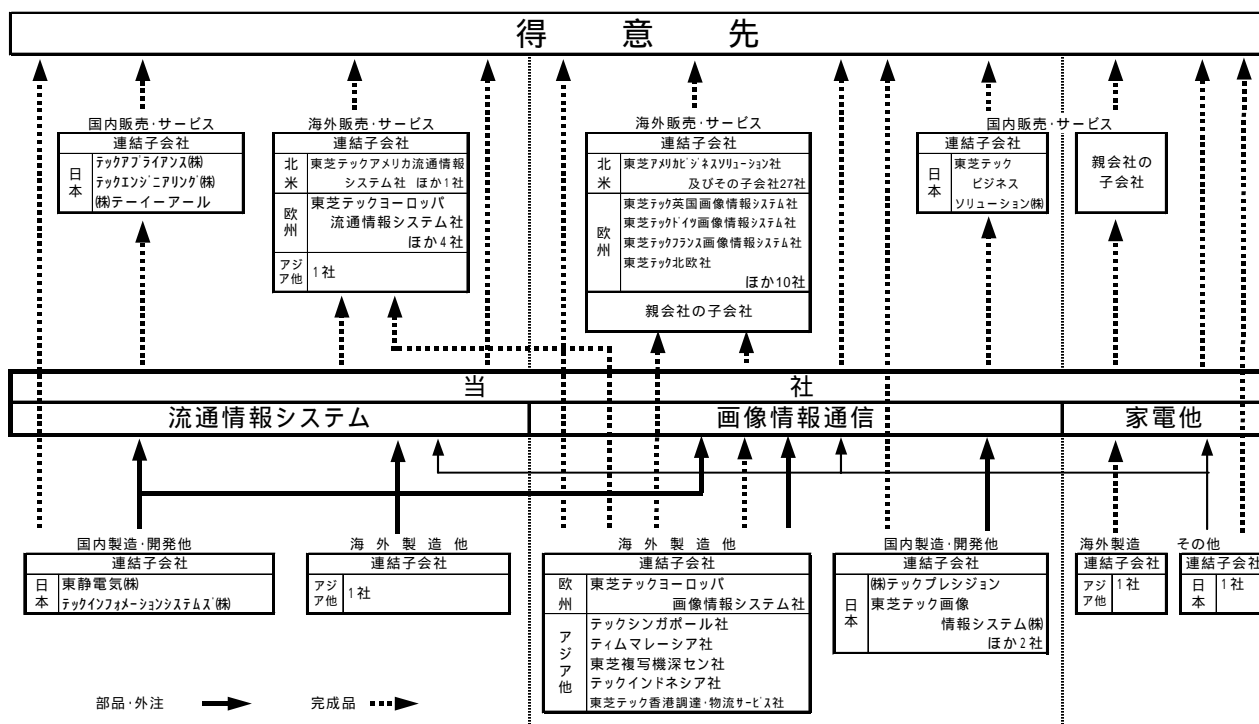 得意先
国内販売・サービス
連結子会社
日本
テックアプライアンス㈱
テックエンジニアリング㈱
㈱テーイーアール
海外販売・サービス
連結子会社
北米
東芝テックアメリカ流通情報
システム社 ほか1社
欧州
東芝テックヨーロッパ
流通情報システム社
ほか4社
アジア他
1社
海外販売・サービス
連結子会社
北米
東芝アメリカビジネスソリューション社
及びその子会社27社
欧州
東芝テック英国画像情報システム社
東芝テックドイツ画像情報システム社
東芝テックフランス画像情報システム社
東芝テック北欧社
ほか10社
親会社の子会社
国内販売・サービス
連結子会社
日本
東芝テック
ビジネス
ソリューション㈱
親会社の
子会社
当社
流通情報システム
画像情報通信
家電他
国内製造・開発他
連結子会社
日本
東静電気㈱
テックインフォメーションシステムズ㈱
海外製造他
連結子会社
アジア他
1社
海外製造他
連結子会社
欧州
東芝テックヨーロッパ
画像情報システム社
アジア他
テックシンガポール社
ティムマレーシア社
東芝複写機深セン社
テックインドネシア社
東芝テック香港調達・物流サービス社
国内製造・開発他
連結子会社
日本
㈱テックプレシジョン
東芝テック画像
情報システム㈱
ほか2社
海外製造
連結子会社
アジア他
1社
その他
連結子会社
日本
1社
部品・外注
完成品